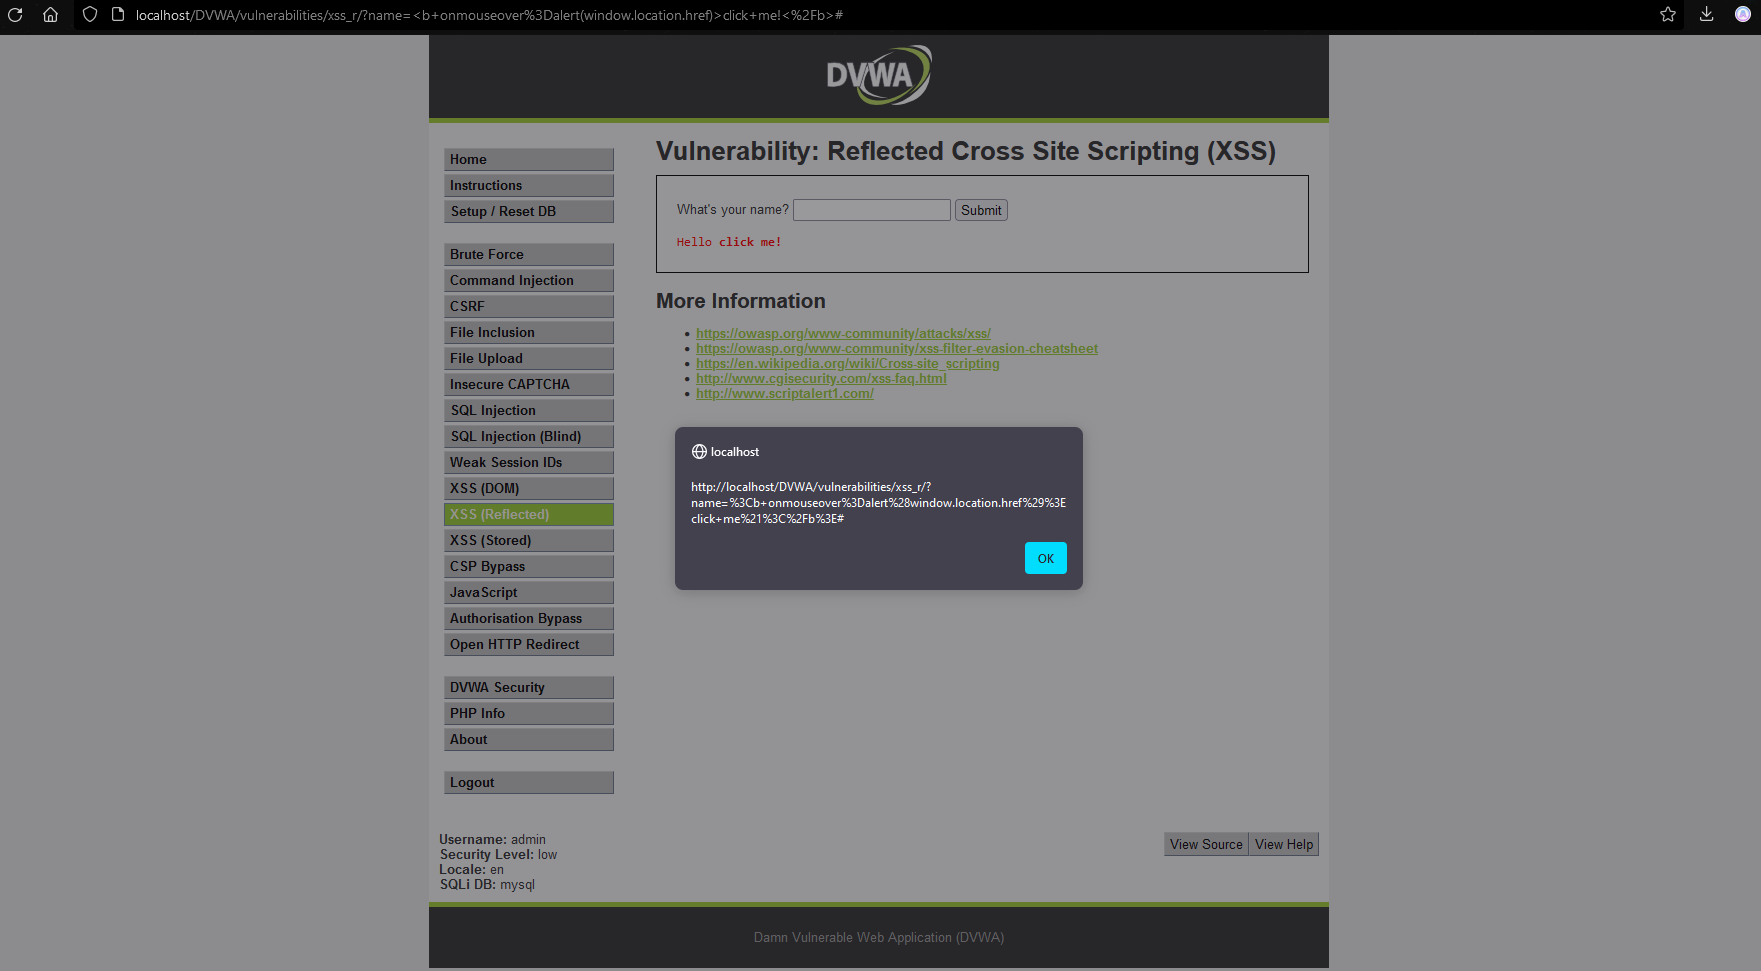 localhost/DVWA/vulnerabilities/xss_r/?name=<b+onmouseover%3Dalert(window.location.href)>click+me!<%2Fb>#
DVWA
Home
Instructions
Setup / Reset DB
Brute Force
Command Injection
CSRF
File Inclusion
File Upload
Insecure CAPTCHA
SQL Injection
SQL Injection (Blind)
Weak Session IDs
XSS (DOM)
XSS (Reflected)
XSS (Stored)
CSP Bypass
JavaScript
Authorisation Bypass
Open HTTP Redirect
DVWA Security
PHP Info
About
Logout
Vulnerability: Reflected Cross Site Scripting (XSS)
What's your name? Submit
Hello click me!
More Information
https://owasp.org/www-community/attacks/xss/
https://owasp.org/www-community/xss-filter-evasion-cheatsheet
https://en.wikipedia.org/wiki/Cross-site_scripting
http://www.cgisecurity.com/xss-faq.html
http://www.scriptalert1.com/
localhost
http://localhost/DVWA/vulnerabilities/xss_r/?
name=%3Cb+onmouseover%3Dalert%28window.location.href%29%3E
click+me%21%3C%2Fb%3E#
OK
Username: admin
Security Level: low
Locale: en
SQLi DB: mysql
View Source View Help
Damn Vulnerable Web Application (DVWA)